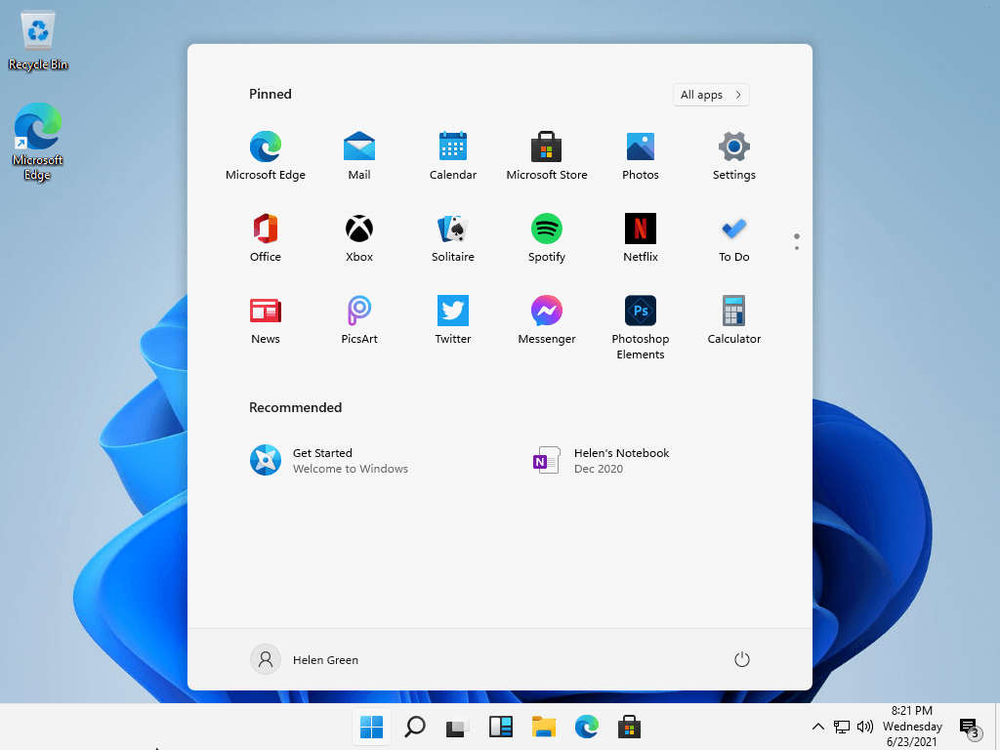 Recycle Bin
Microsoft
Edge
Pinned
All apps
Microsoft Edge
Mail
Calendar
Microsoft Store
Photos
Settings
Office
Xbox
Solitaire
Spotify
Netflix
To Do
News
PicsArt
Twitter
Messenger
Photoshop
Elements
Calculator
N
Ps
Recommended
Get Started
Welcome to Windows
N
Helen's Notebook
Dec 2020
Helen Green
8:21 PM
Wednesday
6/23/2021
3